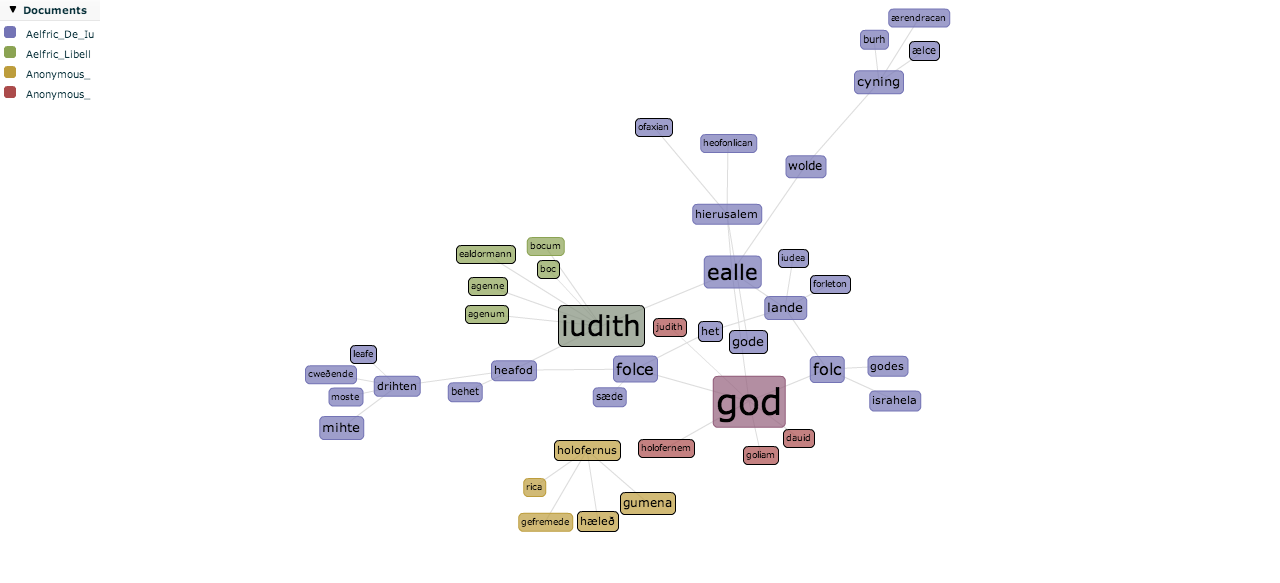 ▼ Documents
Aelfric_De_Iu
Aelfric_Libell
Anonymous_
Anonymous_
ærendracan
burh
ælce
cyning
ofaxian
heofonlican
wolde
hierusalem
ealdormann
bocum
boc
ealle
iudea
agenne
forleton
agenum
lande
iudith
judith
het
gode
leafe
cweðende
drihten
heafod
folce
folc
godes
moste
behet
sæde
god
israhela
mihte
holofernus
holofernem
dauid
goliam
rica
gumena
gefremede
hæleð